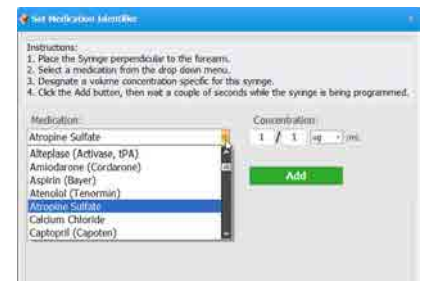 Set Medication Identifier
Instructions:
1. Place the Syringe perpendicular to the forearm.
2. Select a medication from the drop down menu.
3. Designate a volume concentration specific for this syringe.
4. Click the Add button, then wait a couple of seconds while the syringe is being programmed.
Medication: Concentration:
Atropine Sulfate 1 / 1 ug / mL
Alteplase (Activase, tPA)
Amiodarone (Cordarone)
Aspirin (Bayer)
Atenolol (Tenormin)
Atropine Sulfate
Calcium Chloride
Captopril (Capoten)
Add